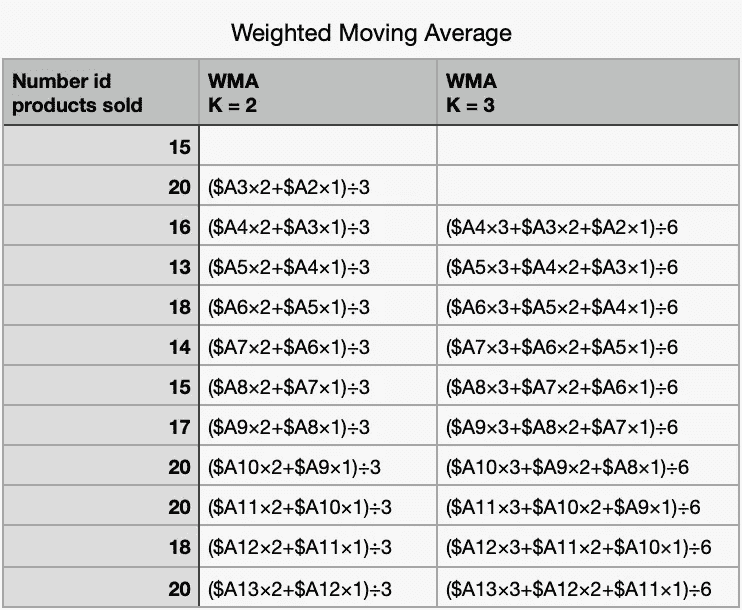 Weighted Moving Average
Number id WMA WMA
products sold K = 2 K = 3
15
20 ($A3×2+$A2×1)÷3
16 ($A4×2+$A3×1)÷3 ($A4×3+$A3×2+$A2×1)÷6
13 ($A5×2+$A4×1)÷3 ($A5×3+$A4×2+$A3×1)÷6
18 ($A6×2+$A5×1)÷3 ($A6×3+$A5×2+$A4×1)÷6
14 ($A7×2+$A6×1)÷3 ($A7×3+$A6×2+$A5×1)÷6
15 ($A8×2+$A7×1)÷3 ($A8×3+$A7×2+$A6×1)÷6
17 ($A9×2+$A8×1)÷3 ($A9×3+$A8×2+$A7×1)÷6
20 ($A10×2+$A9×1)÷3 ($A10×3+$A9×2+$A8×1)÷6
20 ($A11×2+$A10×1)÷3 ($A11×3+$A10×2+$A9×1)÷6
18 ($A12×2+$A11×1)÷3 ($A12×3+$A11×2+$A10×1)÷6
20 ($A13×2+$A12×1)÷3 ($A13×3+$A12×2+$A11×1)÷6